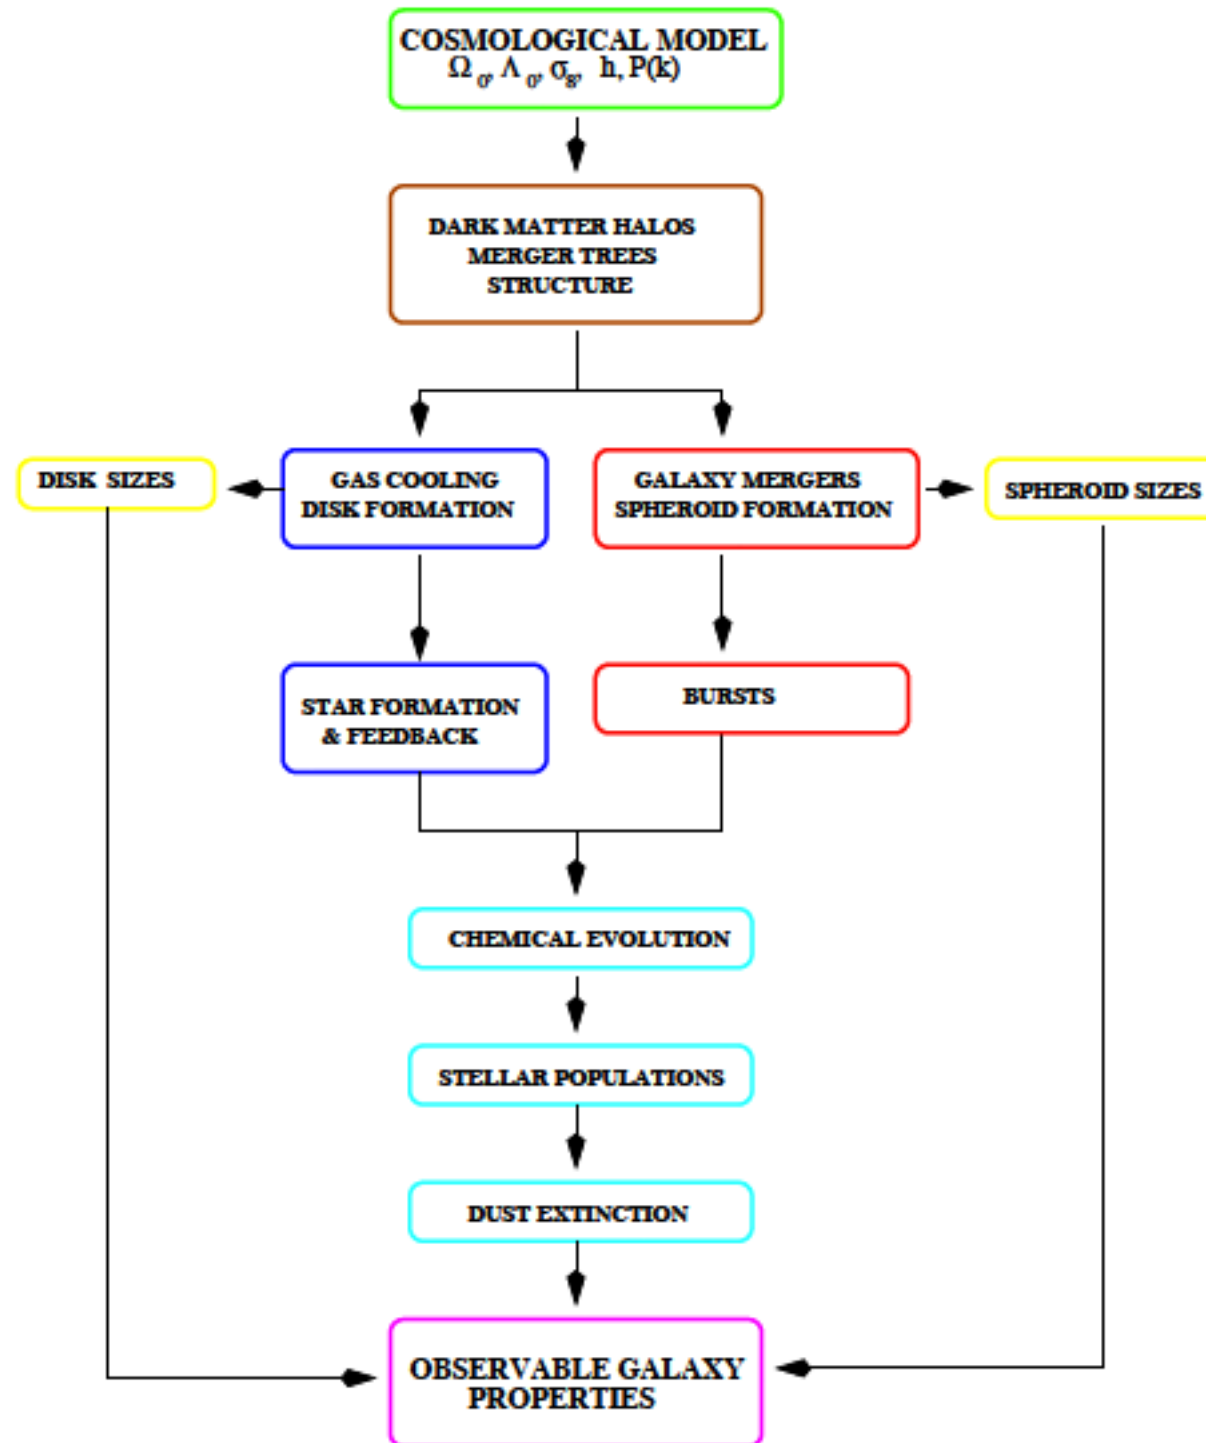 COSMOLOGICAL MODEL
Ω₀, Λ₀, σ₈, h, P(k)
DARK MATTER HALOS
MERGER TREES
STRUCTURE
DISK SIZES
GAS COOLING
DISK FORMATION
GALAXY MERGERS
SPHEROID FORMATION
SPHEROID SIZES
STAR FORMATION
& FEEDBACK
BURSTS
CHEMICAL EVOLUTION
STELLAR POPULATIONS
DUST EXTINCTION
OBSERVABLE GALAXY
PROPERTIES